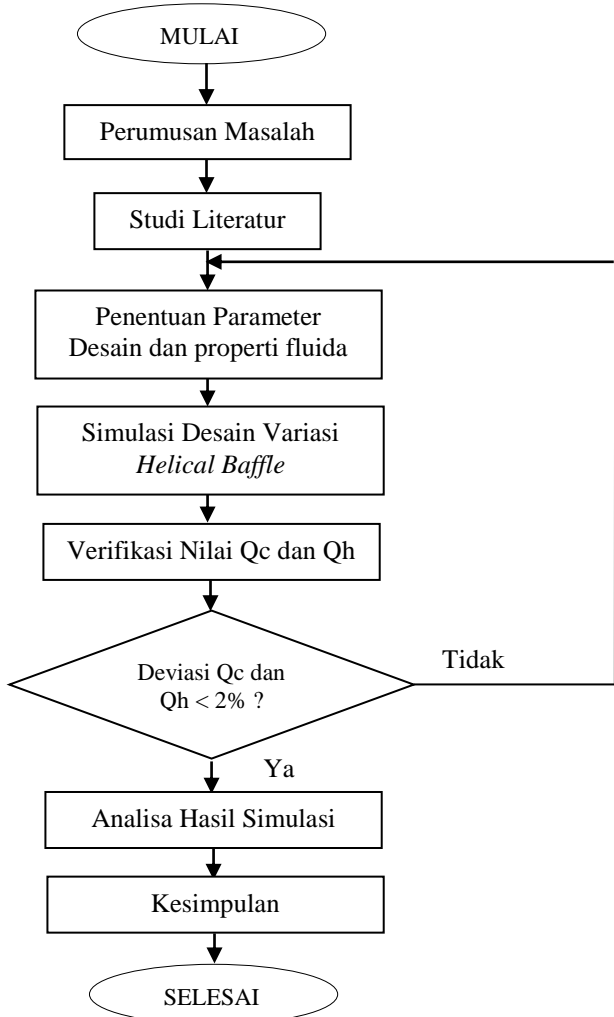 MULAI
Perumusan Masalah
Studi Literatur
Penentuan Parameter
Desain dan properti fluida
Simulasi Desain Variasi
Helical Baffle
Verifikasi Nilai Qc dan Qh
Deviasi Qc dan
Qh < 2% ?
Tidak
Ya
Analisa Hasil Simulasi
Kesimpulan
SELESAI